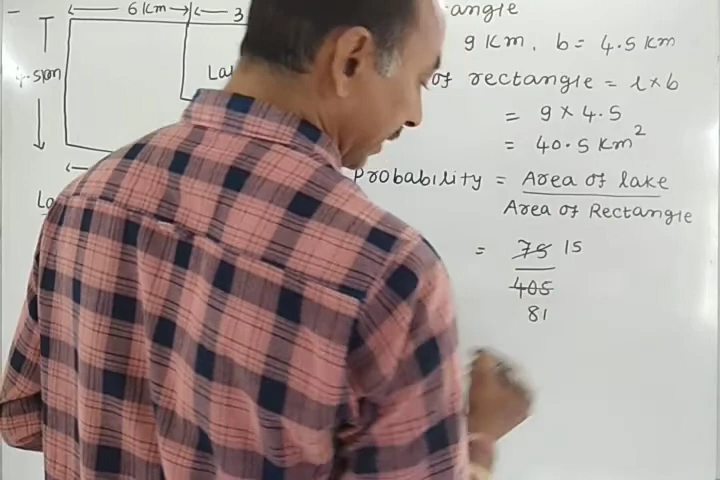 6 Km 3
Lak
4.5km
angle
9 Km, b = 4.5 Km
of rectangle = l × b
= 9 × 4.5
= 40.5 Km²
Probability = Area of lake
Area of Rectangle
= 75 15
405
81